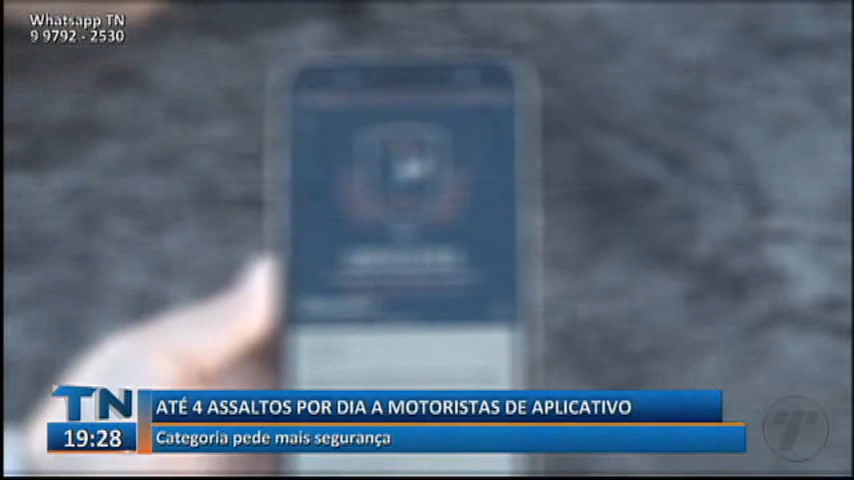 Whatsapp TN
9 9792 - 2530
TN
ATÉ 4 ASSALTOS POR DIA A MOTORISTAS DE APLICATIVO
19:28
Categoria pede mais segurança